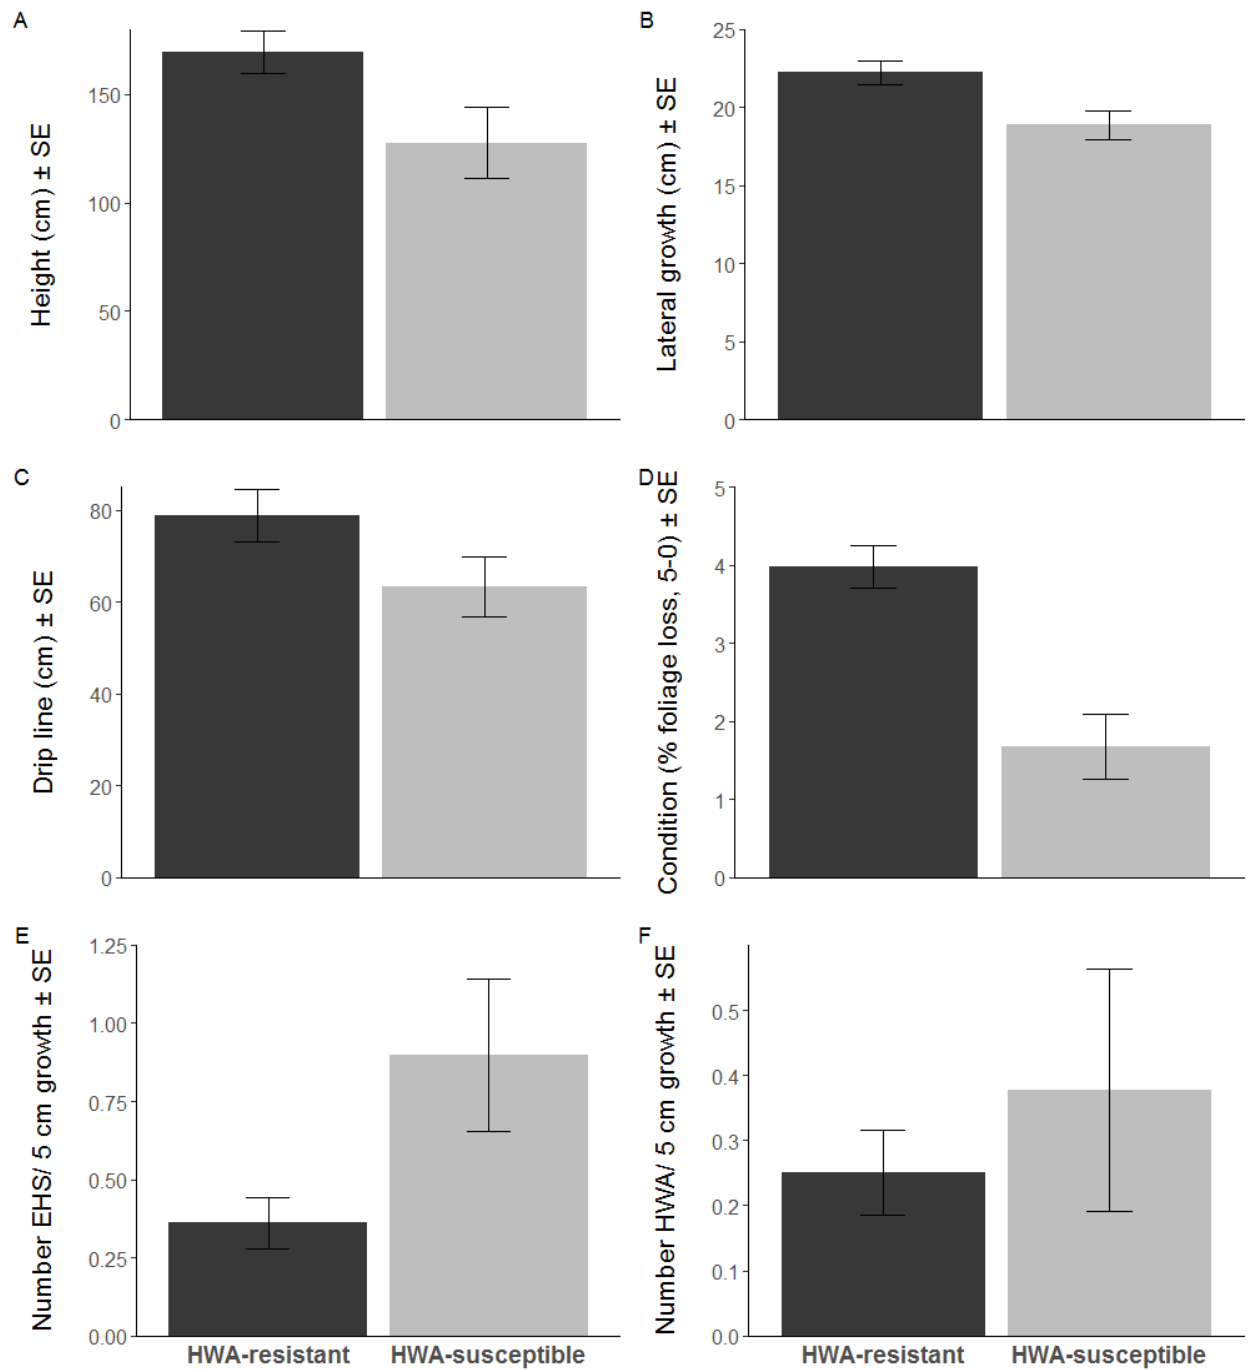 A
Height (cm) ± SE
150
100
50
0
B
Lateral growth (cm) ± SE
25
20
15
10
5
0
C
Drip line (cm) ± SE
80
60
40
20
0
D
Condition (% foliage loss, 5-0) ± SE
5
4
3
2
1
0
E
Number EHS/ 5 cm growth ± SE
1.25
1.00
0.75
0.50
0.25
0.00
HWA-resistant HWA-susceptible
F
Number HWA/ 5 cm growth ± SE
0.5
0.4
0.3
0.2
0.1
0.0
HWA-resistant HWA-susceptible